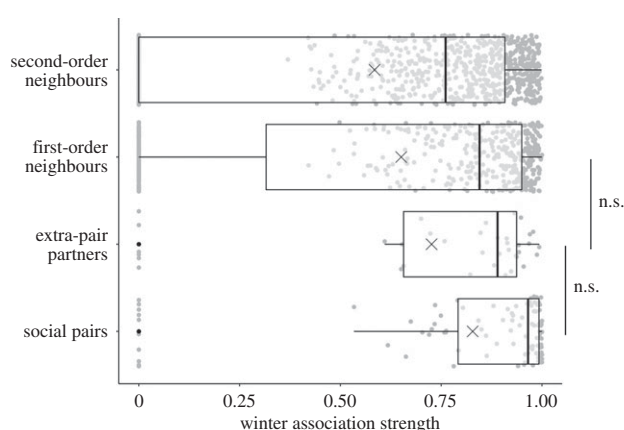 second-order
neighbours
first-order
neighbours
n.s.
extra-pair
partners
n.s.
social pairs
0 0.25 0.50 0.75 1.00
winter association strength